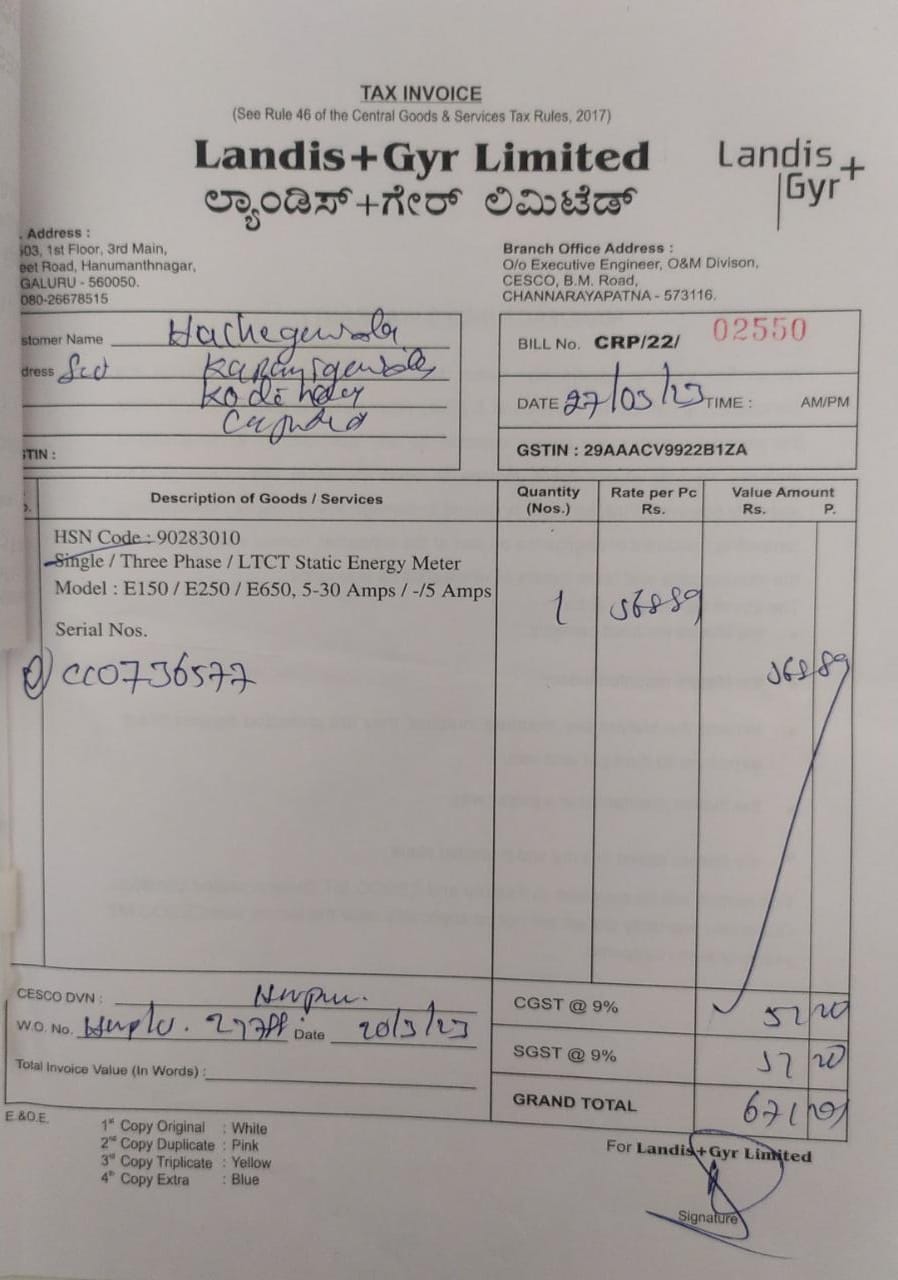 TAX INVOICE
(See Rule 46 of the Central Goods & Services Tax Rules, 2017)
Landis+Gyr Limited
ಲ್ಯಾಂಡಿಸ್+ಗೇರ್ ಲಿಮಿಟೆಡ್
Landis
Gyr+
. Address :
03, 1st Floor, 3rd Main,
eet Road, Hanumanthnagar,
GALURU - 560050.
080-26678515
Branch Office Address :
O/o Executive Engineer, O&M Divison,
CESCO, B.M. Road,
CHANNARAYAPATNA - 573116.
stomer Name
dress
TIN :
BILL No. CRP/22/ 02550
DATE 27/03/23 TIME : AM/PM
GSTIN : 29AAACV9922B1ZA
Description of Goods / Services Quantity (Nos.) Rate per Pc Rs. Value Amount Rs. P.
HSN Code : 90283010
Single / Three Phase / LTCT Static Energy Meter
Model : E150 / E250 / E650, 5-30 Amps / -/5 Amps
1 56889
Serial Nos.
CC0736577
56889
CESCO DVN :
W.O. No. Date 20/3/23
Total Invoice Value (In Words) :
CGST @ 9% 51 20
SGST @ 9% 51 20
GRAND TOTAL 671
E &O.E.
1st Copy Original : White
2nd Copy Duplicate : Pink
3rd Copy Triplicate : Yellow
4th Copy Extra : Blue
For Landis+Gyr Limited
Signature